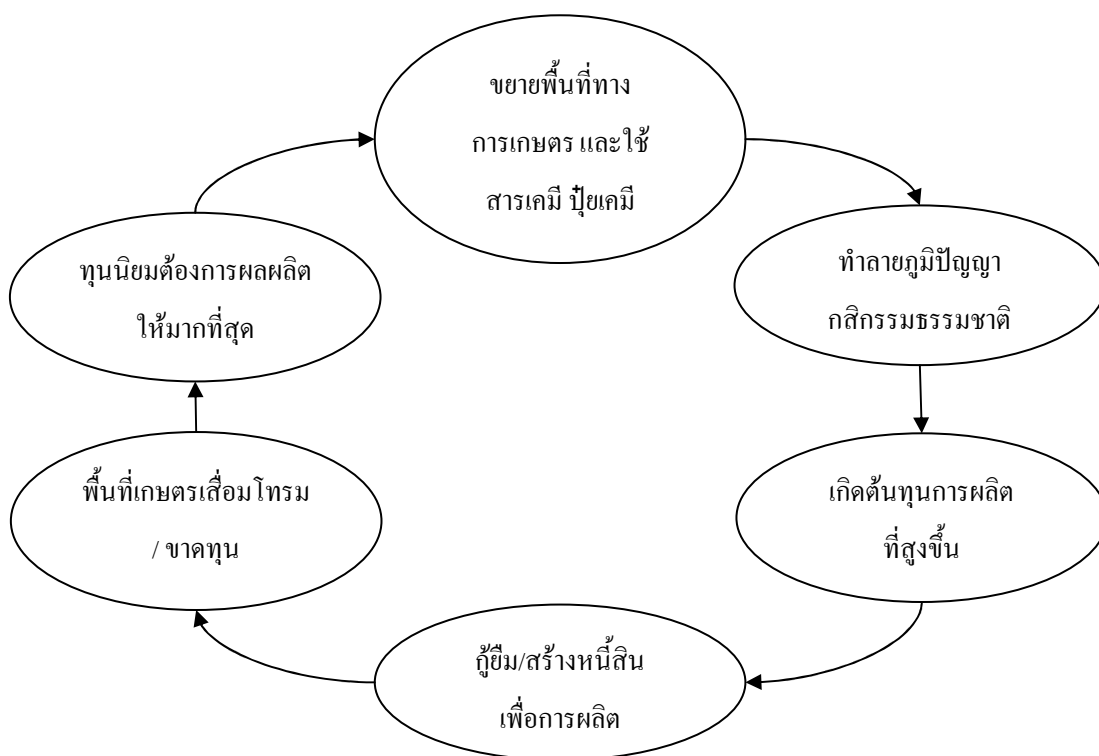 ขยายพื้นที่ทาง
การเกษตร และใช้
สารเคมี ปุ๋ยเคมี
ทำลายภูมิปัญญา
กสิกรรมธรรมชาติ
เกิดต้นทุนการผลิต
ที่สูงขึ้น
กู้ยืม/สร้างหนี้สิน
เพื่อการผลิต
พื้นที่เกษตรเสื่อมโทรม
/ ขาดทุน
ทุนนิยมต้องการผลผลิต
ให้มากที่สุด